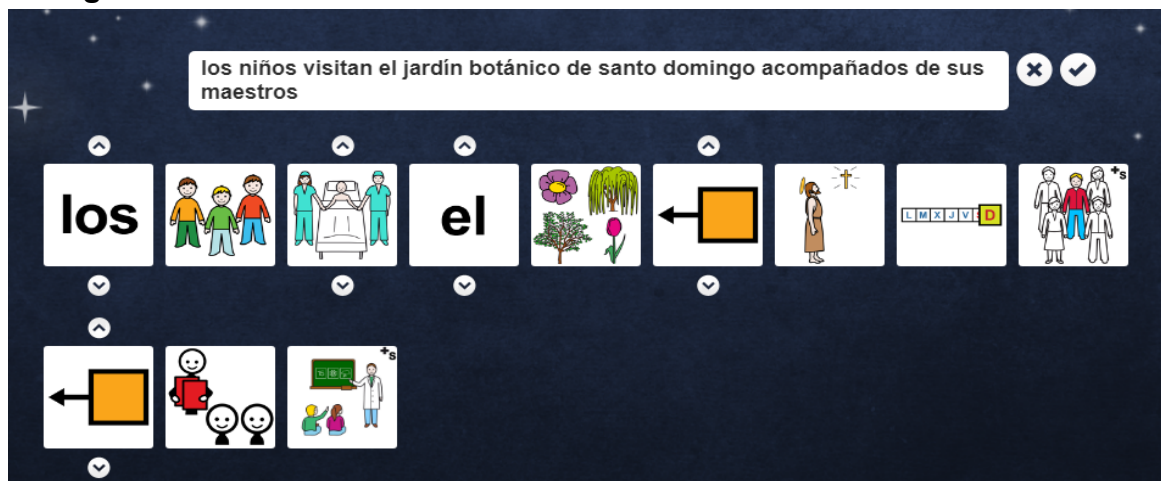 los niños visitan el jardín botánico de santo domingo acompañados de sus
maestros
los
el
L M X J V S D
+s
+s